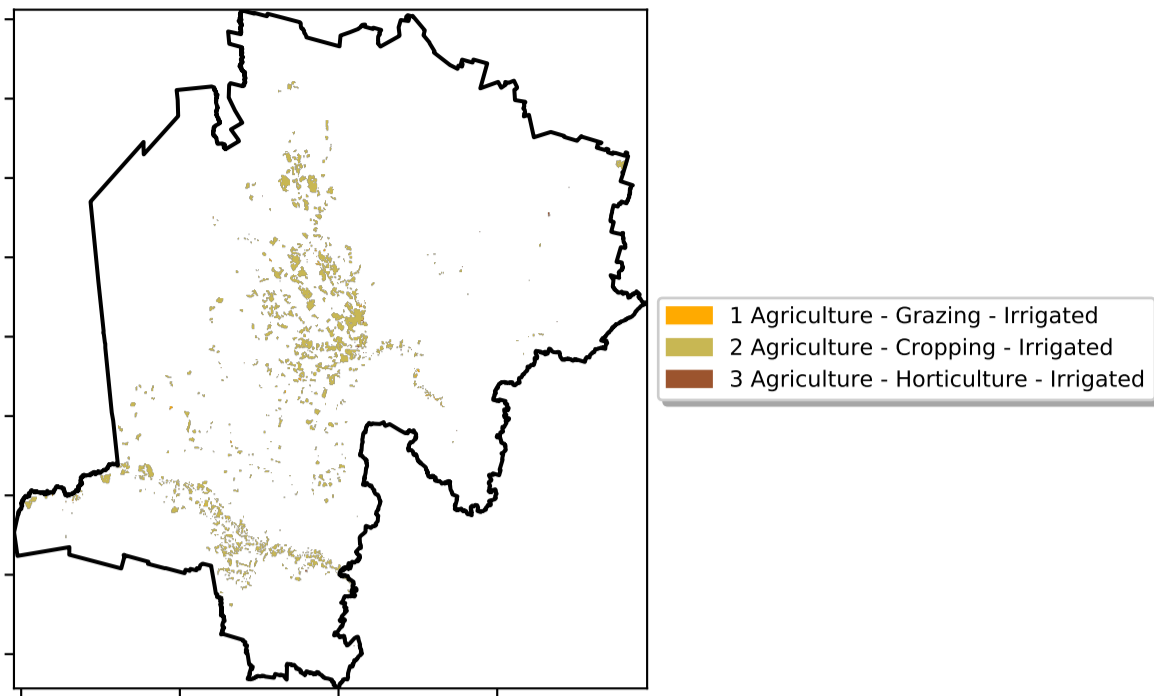 1 Agriculture - Grazing - Irrigated
2 Agriculture - Cropping - Irrigated
3 Agriculture - Horticulture - Irrigated